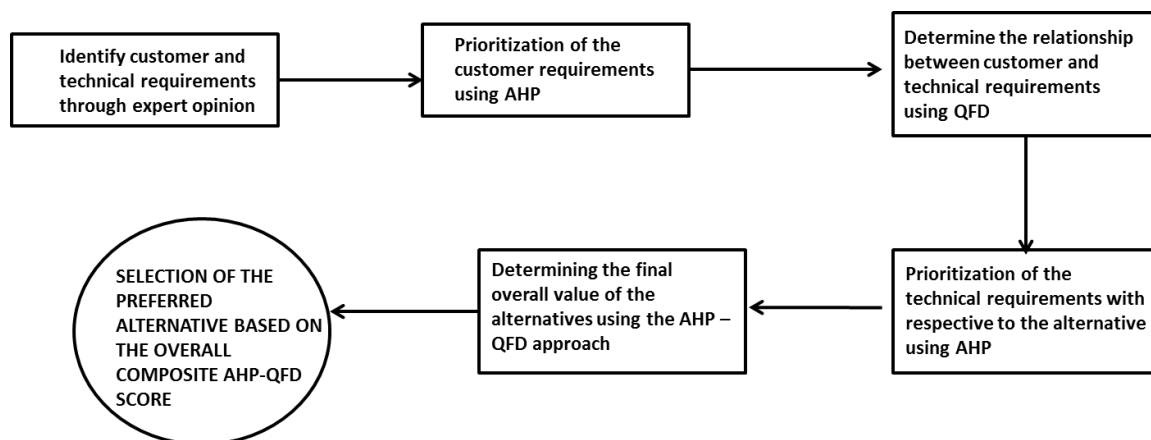 Identify customer and
technical requirements
through expert opinion
Prioritization of the
customer requirements
using AHP
Determine the relationship
between customer and
technical requirements
using QFD
Prioritization of the
technical requirements with
respective to the alternative
using AHP
Determining the final
overall value of the
alternatives using the AHP –
QFD approach
SELECTION OF THE
PREFERRED
ALTERNATIVE BASED ON
THE OVERALL
COMPOSITE AHP-QFD
SCORE